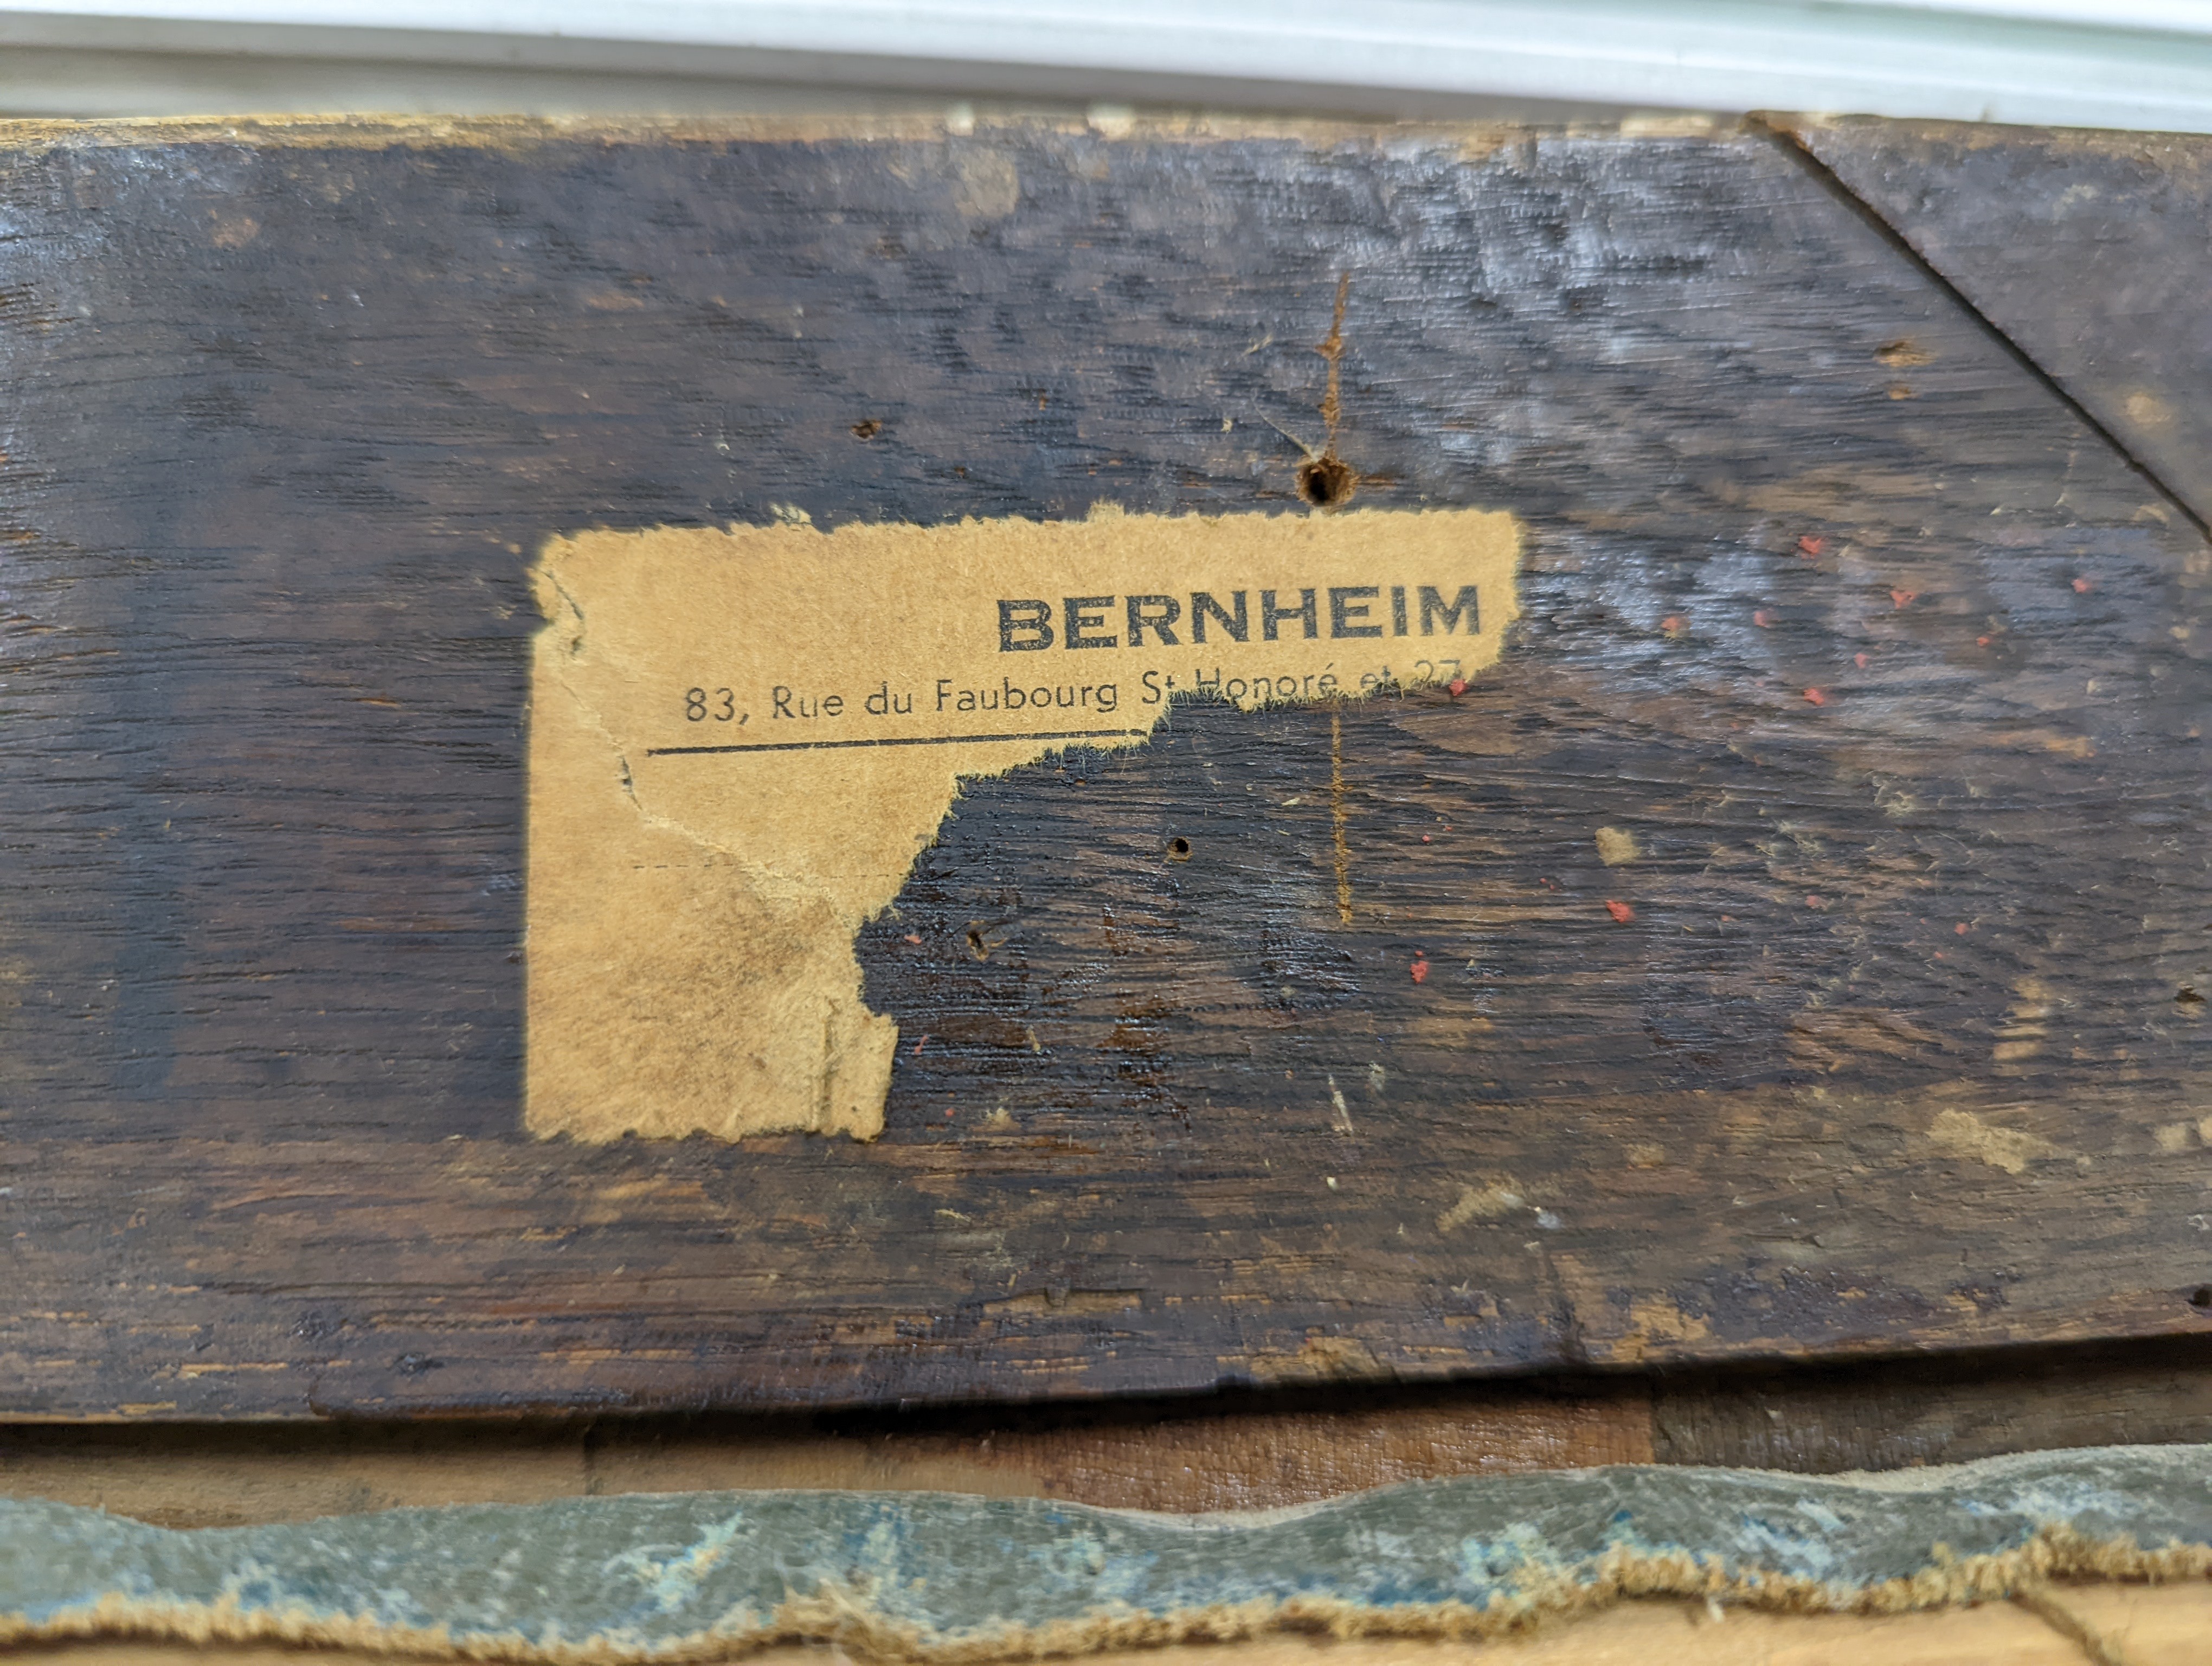 BERNHEIM
83, Rue du Faubourg St Honoré et 27,